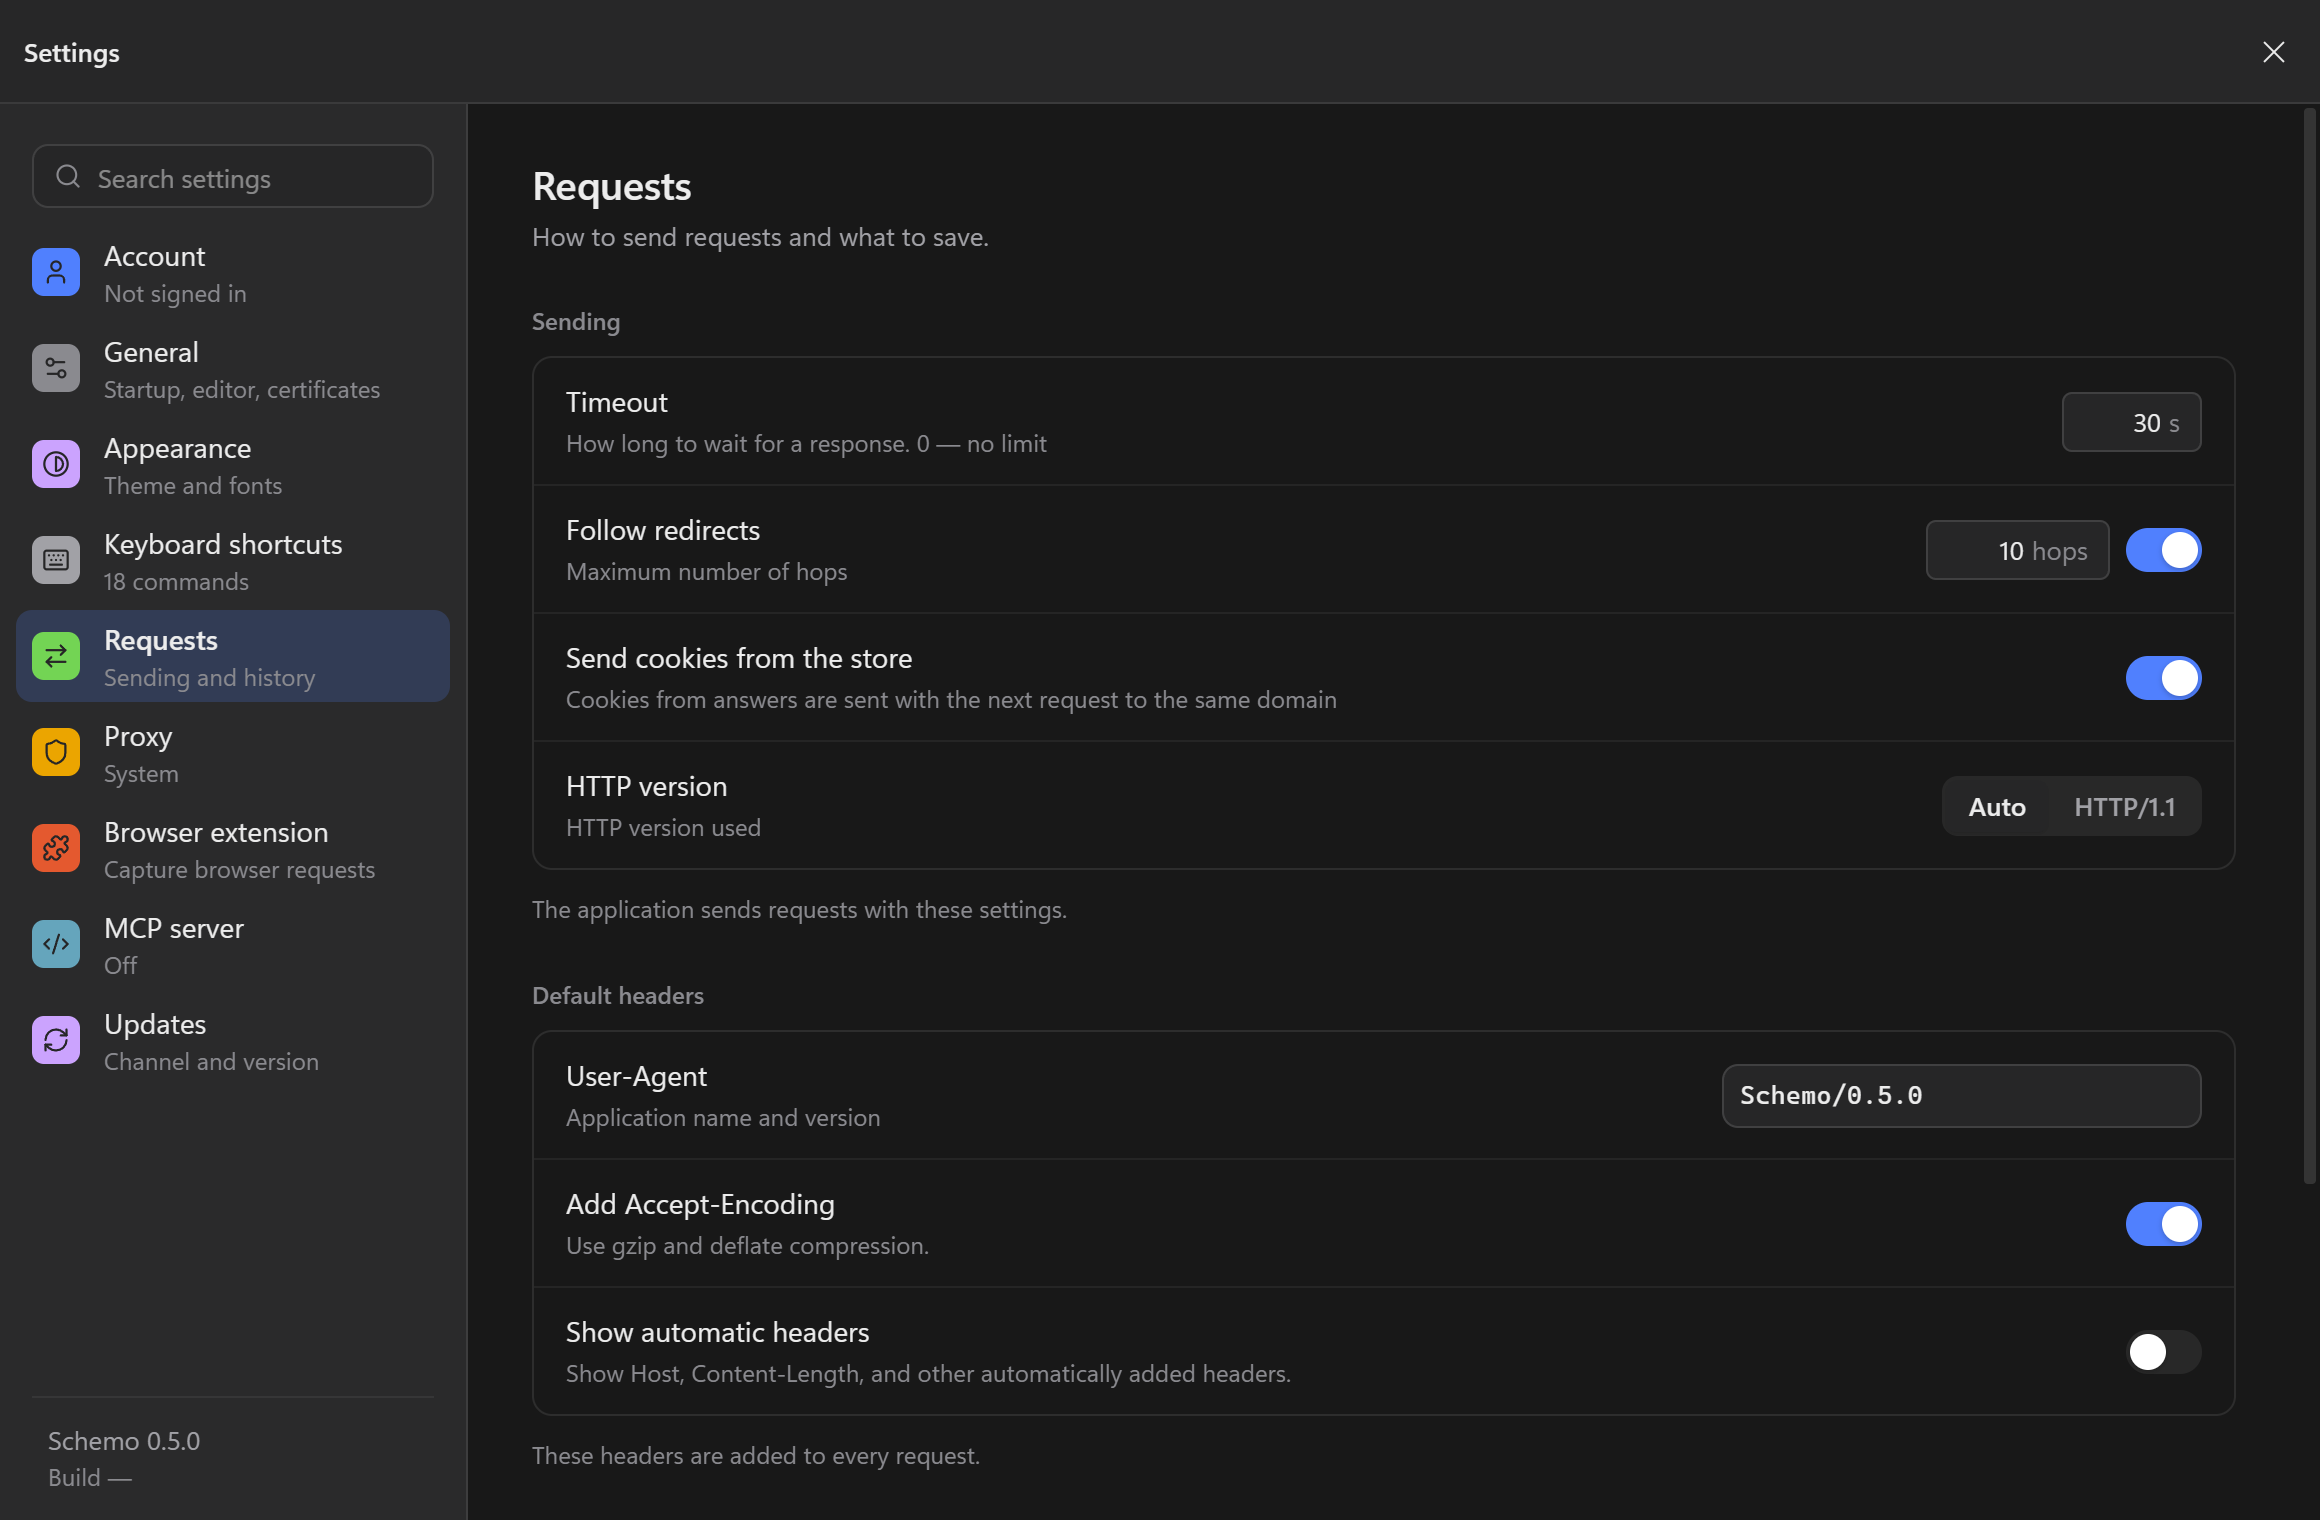 Settings
Search settings
Account
Not signed in
General
Startup, editor, certificates
Appearance
Theme and fonts
Keyboard shortcuts
18 commands
Requests
Sending and history
Proxy
System
Browser extension
Capture browser requests
MCP server
Off
Updates
Channel and version
Schemo 0.5.0
Build —
Requests
How to send requests and what to save.
Sending
Timeout
How long to wait for a response. 0 — no limit
30 s
Follow redirects
Maximum number of hops
10 hops
Send cookies from the store
Cookies from answers are sent with the next request to the same domain
HTTP version
HTTP version used
Auto HTTP/1.1
The application sends requests with these settings.
Default headers
User-Agent
Application name and version
Schemo/0.5.0
Add Accept-Encoding
Use gzip and deflate compression.
Show automatic headers
Show Host, Content-Length, and other automatically added headers.
These headers are added to every request.